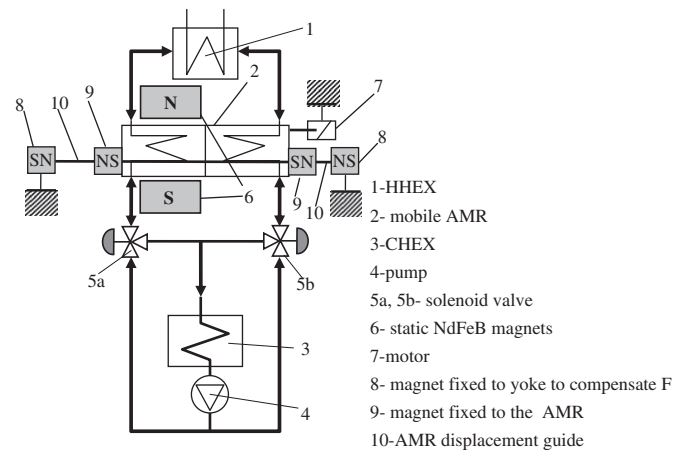 1
2
N
7
8
10
9
SN
NS
SN
NS
8
S
6
9
10
5a
5b
3
4
1-HHEX
2- mobile AMR
3-CHEX
4-pump
5a, 5b- solenoid valve
6- static NdFeB magnets
7-motor
8- magnet fixed to yoke to compensate F
9- magnet fixed to the AMR
10-AMR displacement guide